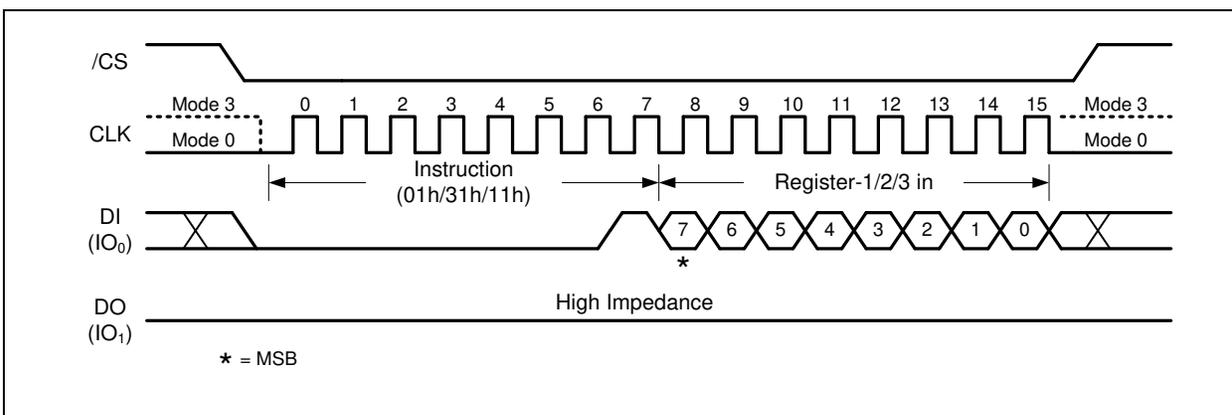 /CS
Mode 3 0 1 2 3 4 5 6 7 8 9 10 11 12 13 14 15 Mode 3
CLK
Mode 0 Mode 0
Instruction
(01h/31h/11h)
Register-1/2/3 in
DI
(IO₀)
7 6 5 4 3 2 1 0
*
High Impedance
DO
(IO₁)
* = MSB